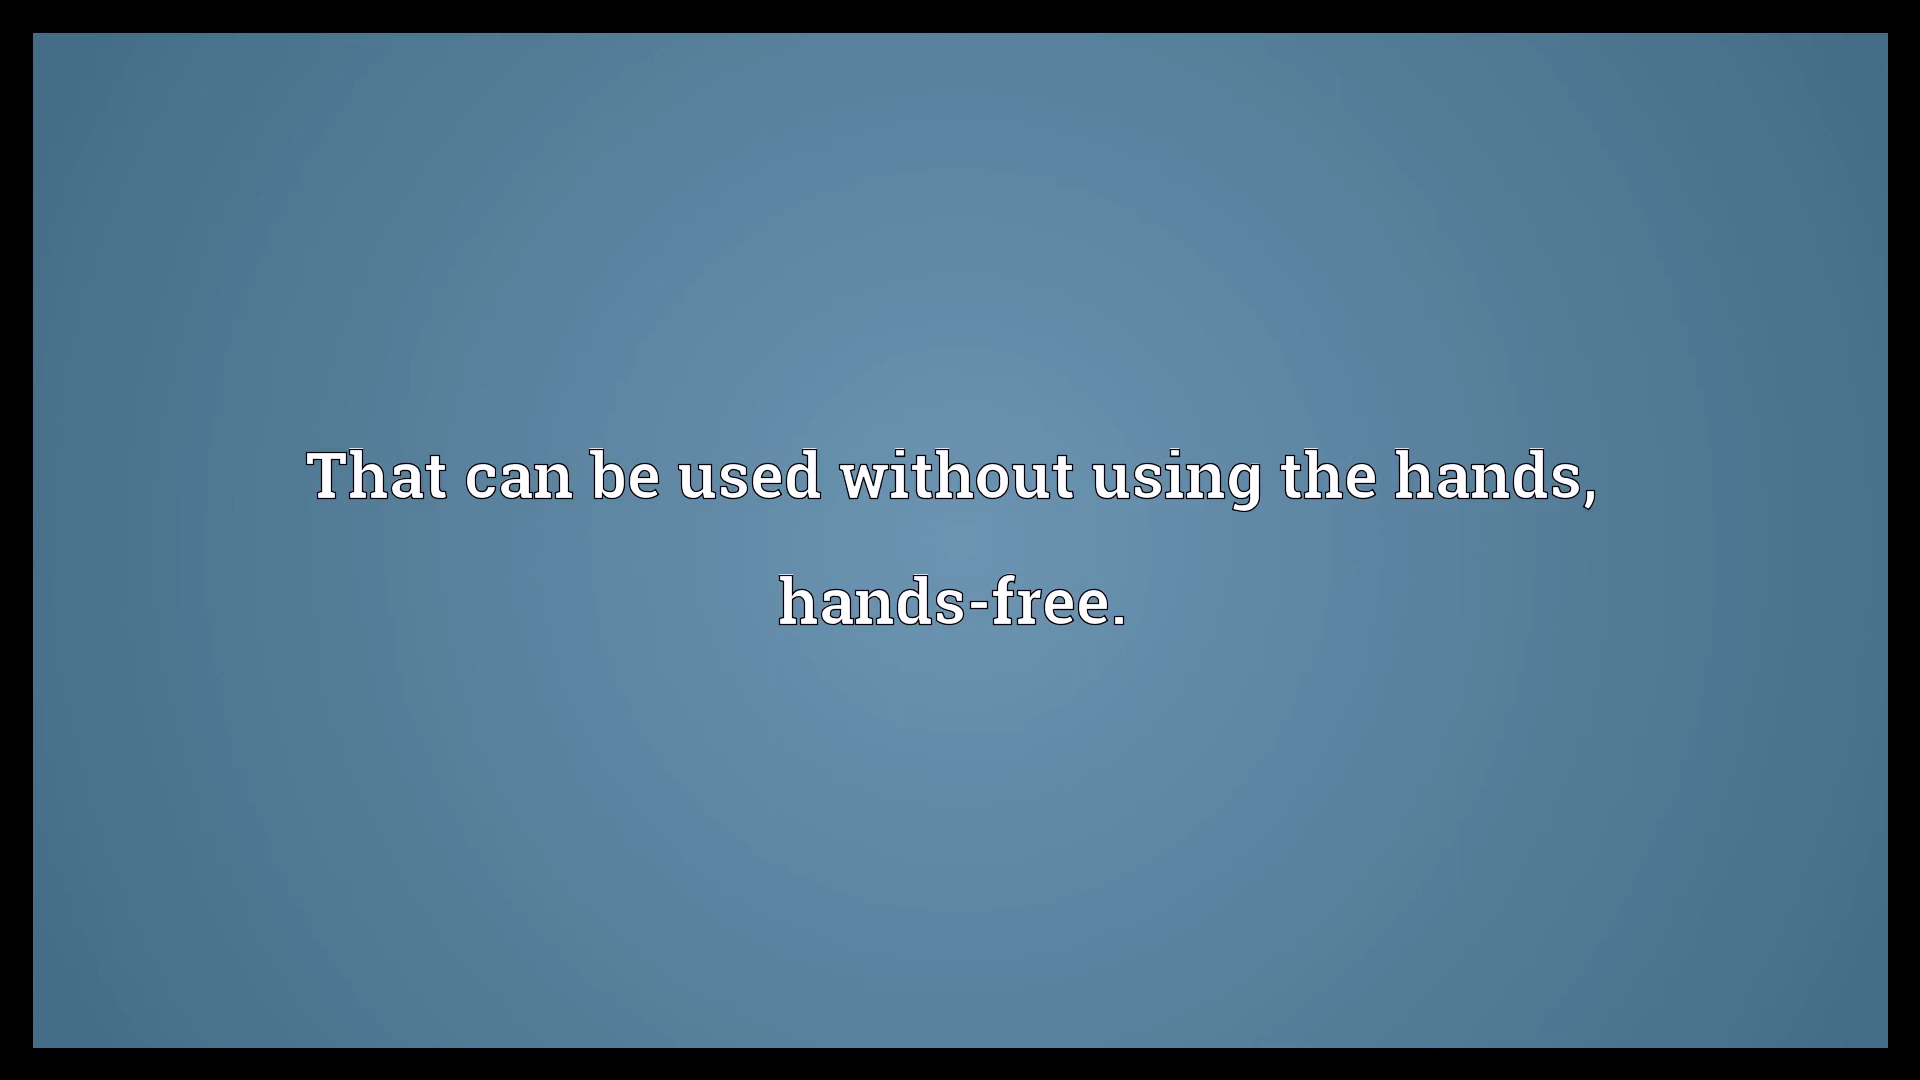 That can be used without using the hands,
hands-free.